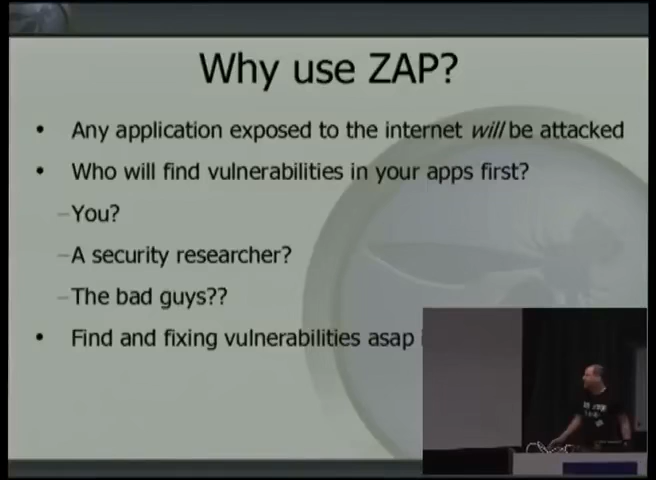 Why use ZAP?
• Any application exposed to the internet will be attacked
• Who will find vulnerabilities in your apps first?
–You?
–A security researcher?
–The bad guys??
• Find and fixing vulnerabilities asap